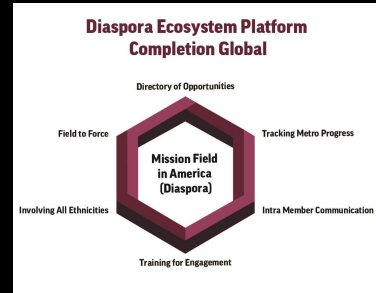 Diaspora Ecosystem Platform
Completion Global
Directory of Opportunities
Field to Force
Tracking Metro Progress
Mission Field
in America
(Diaspora)
Involving All Ethnicities
Intra Member Communication
Training for Engagement